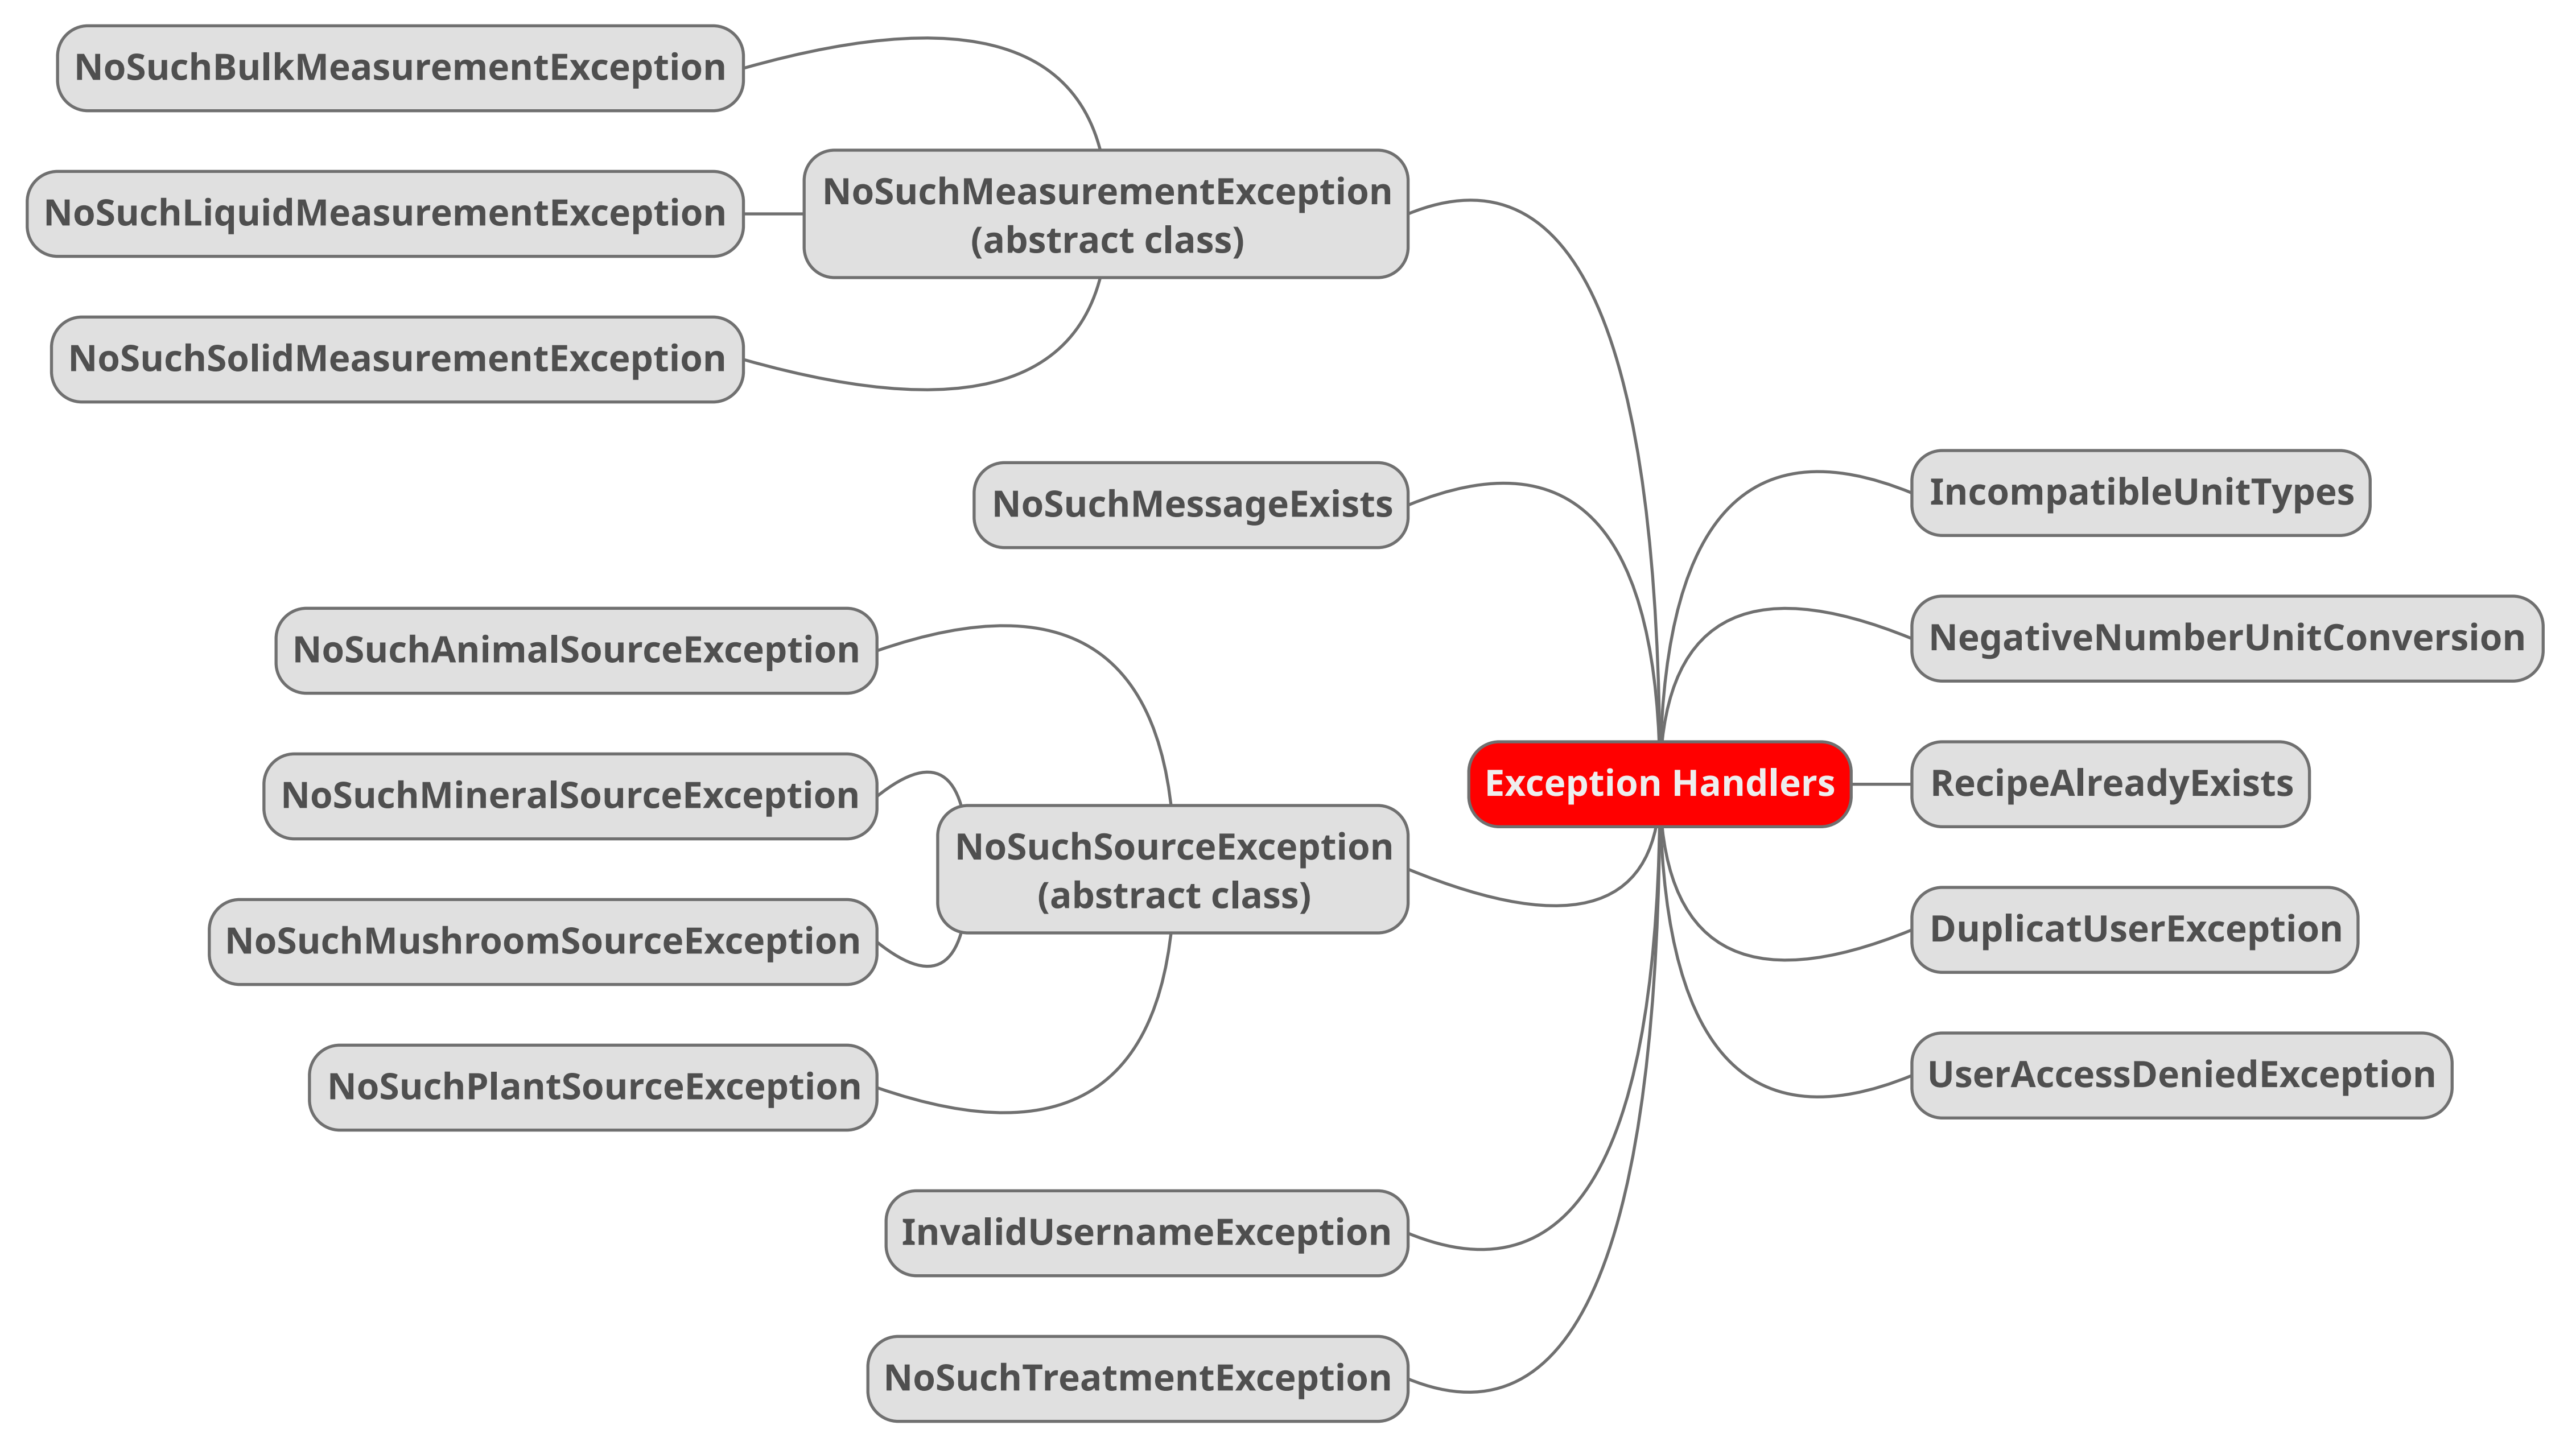 NoSuchBulkMeasurementException
NoSuchMeasurementException
(abstract class)
NoSuchLiquidMeasurementException
NoSuchSolidMeasurementException
NoSuchMessageExists
IncompatibleUnitTypes
NoSuchAnimalSourceException
NegativeNumberUnitConversion
NoSuchMineralSourceException
Exception Handlers
RecipeAlreadyExists
NoSuchSourceException
(abstract class)
NoSuchMushroomSourceException
DuplicatUserException
NoSuchPlantSourceException
UserAccessDeniedException
InvalidUsernameException
NoSuchTreatmentException